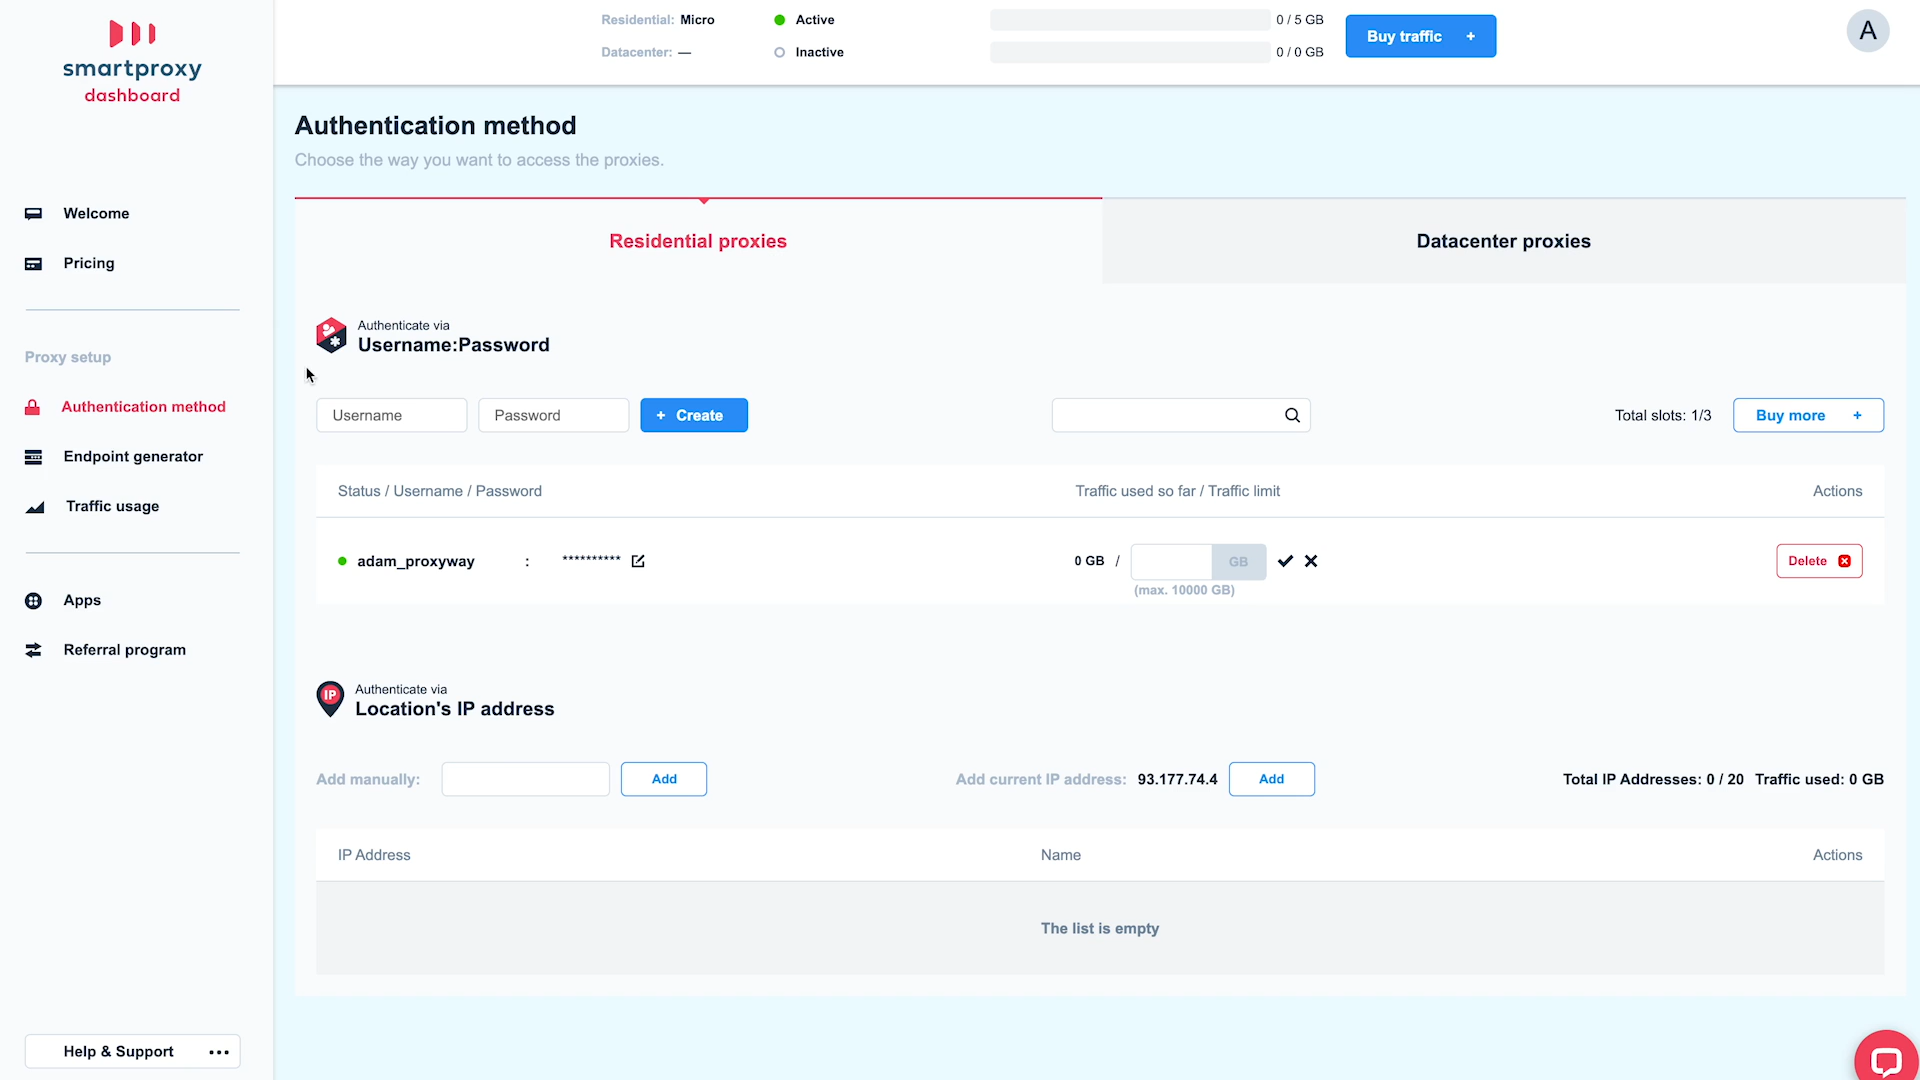 smartproxy
dashboard
Residential: Micro
Active
0 / 5 GB
Datacenter: —
Inactive
0 / 0 GB
Buy traffic +
A
Authentication method
Choose the way you want to access the proxies.
Welcome
Pricing
Proxy setup
Authentication method
Endpoint generator
Traffic usage
Apps
Referral program
Help & Support
Residential proxies
Datacenter proxies
Authenticate via
Username:Password
Username
Password
+ Create
Total slots: 1/3
Buy more +
Status / Username / Password
Traffic used so far / Traffic limit
Actions
adam_proxyway : **********
0 GB /
GB
(max. 10000 GB)
Delete
IP
Authenticate via
Location's IP address
Add manually:
Add
Add current IP address: 93.177.74.4
Add
Total IP Addresses: 0 / 20 Traffic used: 0 GB
IP Address
Name
Actions
The list is empty